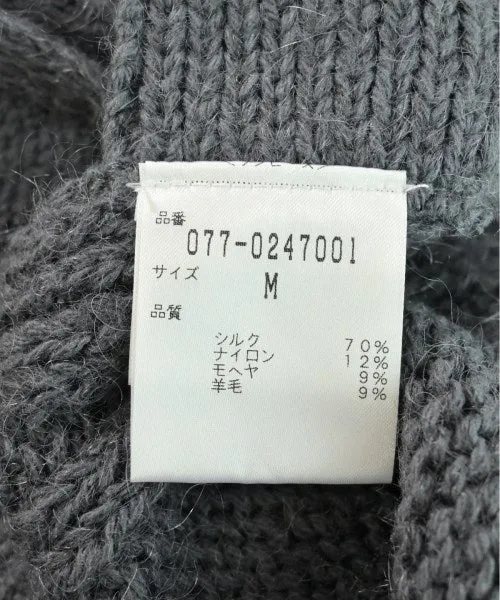 品番
077-0247001
サイズ
M
品質
シルク 70%
ナイロン 12%
モヘヤ 9%
羊毛 9%